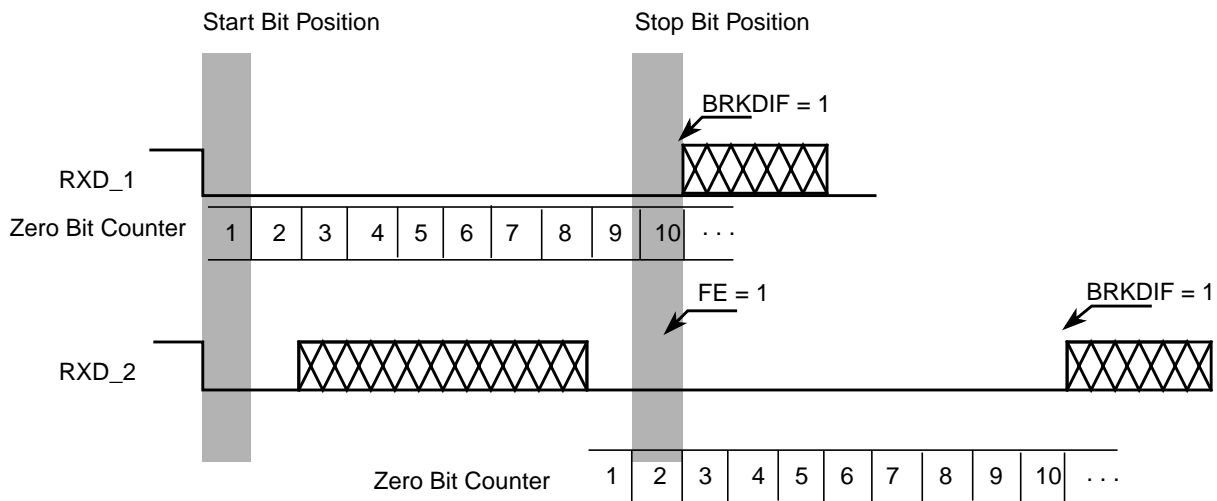 Start Bit Position
Stop Bit Position
BRKDIF = 1
RXD_1
Zero Bit Counter
1 2 3 4 5 6 7 8 9 10 . . .
FE = 1
BRKDIF = 1
RXD_2
Zero Bit Counter
1 2 3 4 5 6 7 8 9 10 . . .